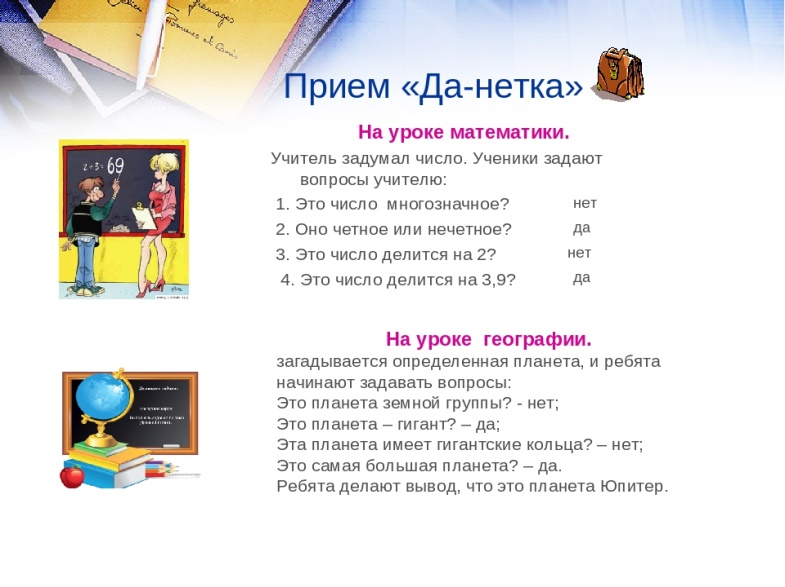 Прием «Да-нетка»
На уроке математики.
Учитель задумал число. Ученики задают
вопросы учителю:
1. Это число многозначное? нет
2. Оно четное или нечетное? да
3. Это число делится на 2? нет
4. Это число делится на 3,9? да
2+3=69
На уроке географии.
загадывается определенная планета, и ребята
начинают задавать вопросы:
Это планета земной группы? - нет;
Это планета – гигант? – да;
Эта планета имеет гигантские кольца? – нет;
Это самая большая планета? – да.
Ребята делают вывод, что это планета Юпитер.